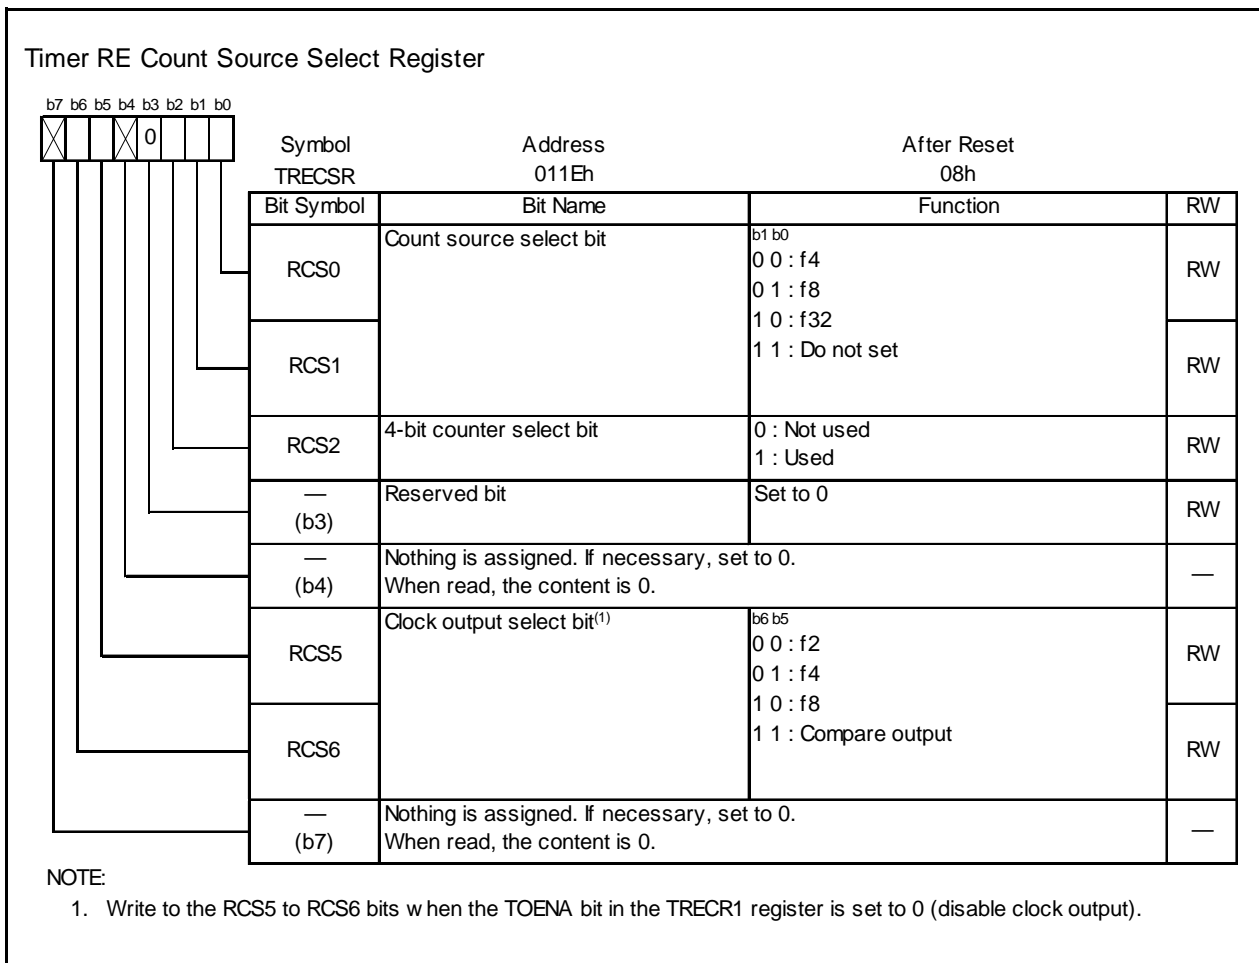 Timer RE Count Source Select Register
b7 b6 b5 b4 b3 b2 b1 b0
0
Symbol Address After Reset
TRECSR 011Eh 08h
Bit Symbol Bit Name Function RW
RCS0 Count source select bit b1 b0 RW
0 0 : f4
0 1 : f8
1 0 : f32
RCS1 1 1 : Do not set RW
RCS2 4-bit counter select bit 0 : Not used RW
1 : Used
— Reserved bit Set to 0 RW
(b3)
— Nothing is assigned. If necessary, set to 0. —
(b4) When read, the content is 0.
RCS5 Clock output select bit(1) b6 b5 RW
0 0 : f2
0 1 : f4
1 0 : f8
RCS6 1 1 : Compare output RW
— Nothing is assigned. If necessary, set to 0. —
(b7) When read, the content is 0.
NOTE:
1. Write to the RCS5 to RCS6 bits when the TOENA bit in the TRECR1 register is set to 0 (disable clock output).